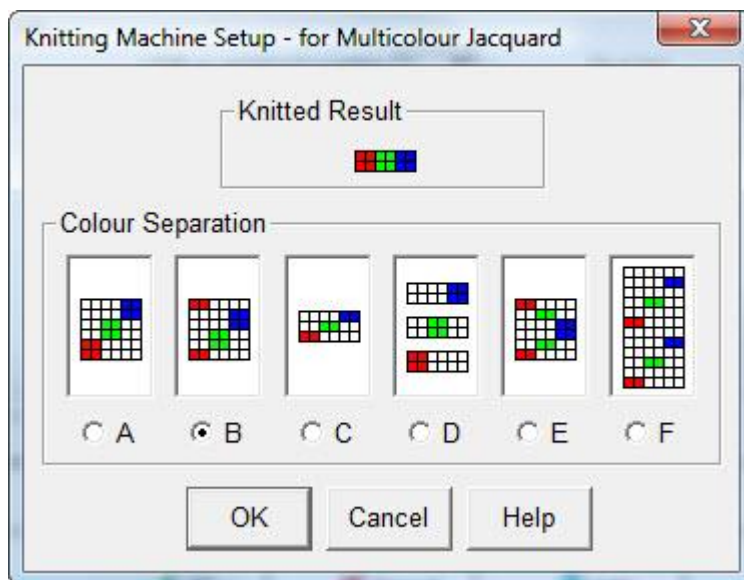 Knitting Machine Setup - for Multicolour Jacquard
Knitted Result
Colour Separation
A B C D E F
OK Cancel Help